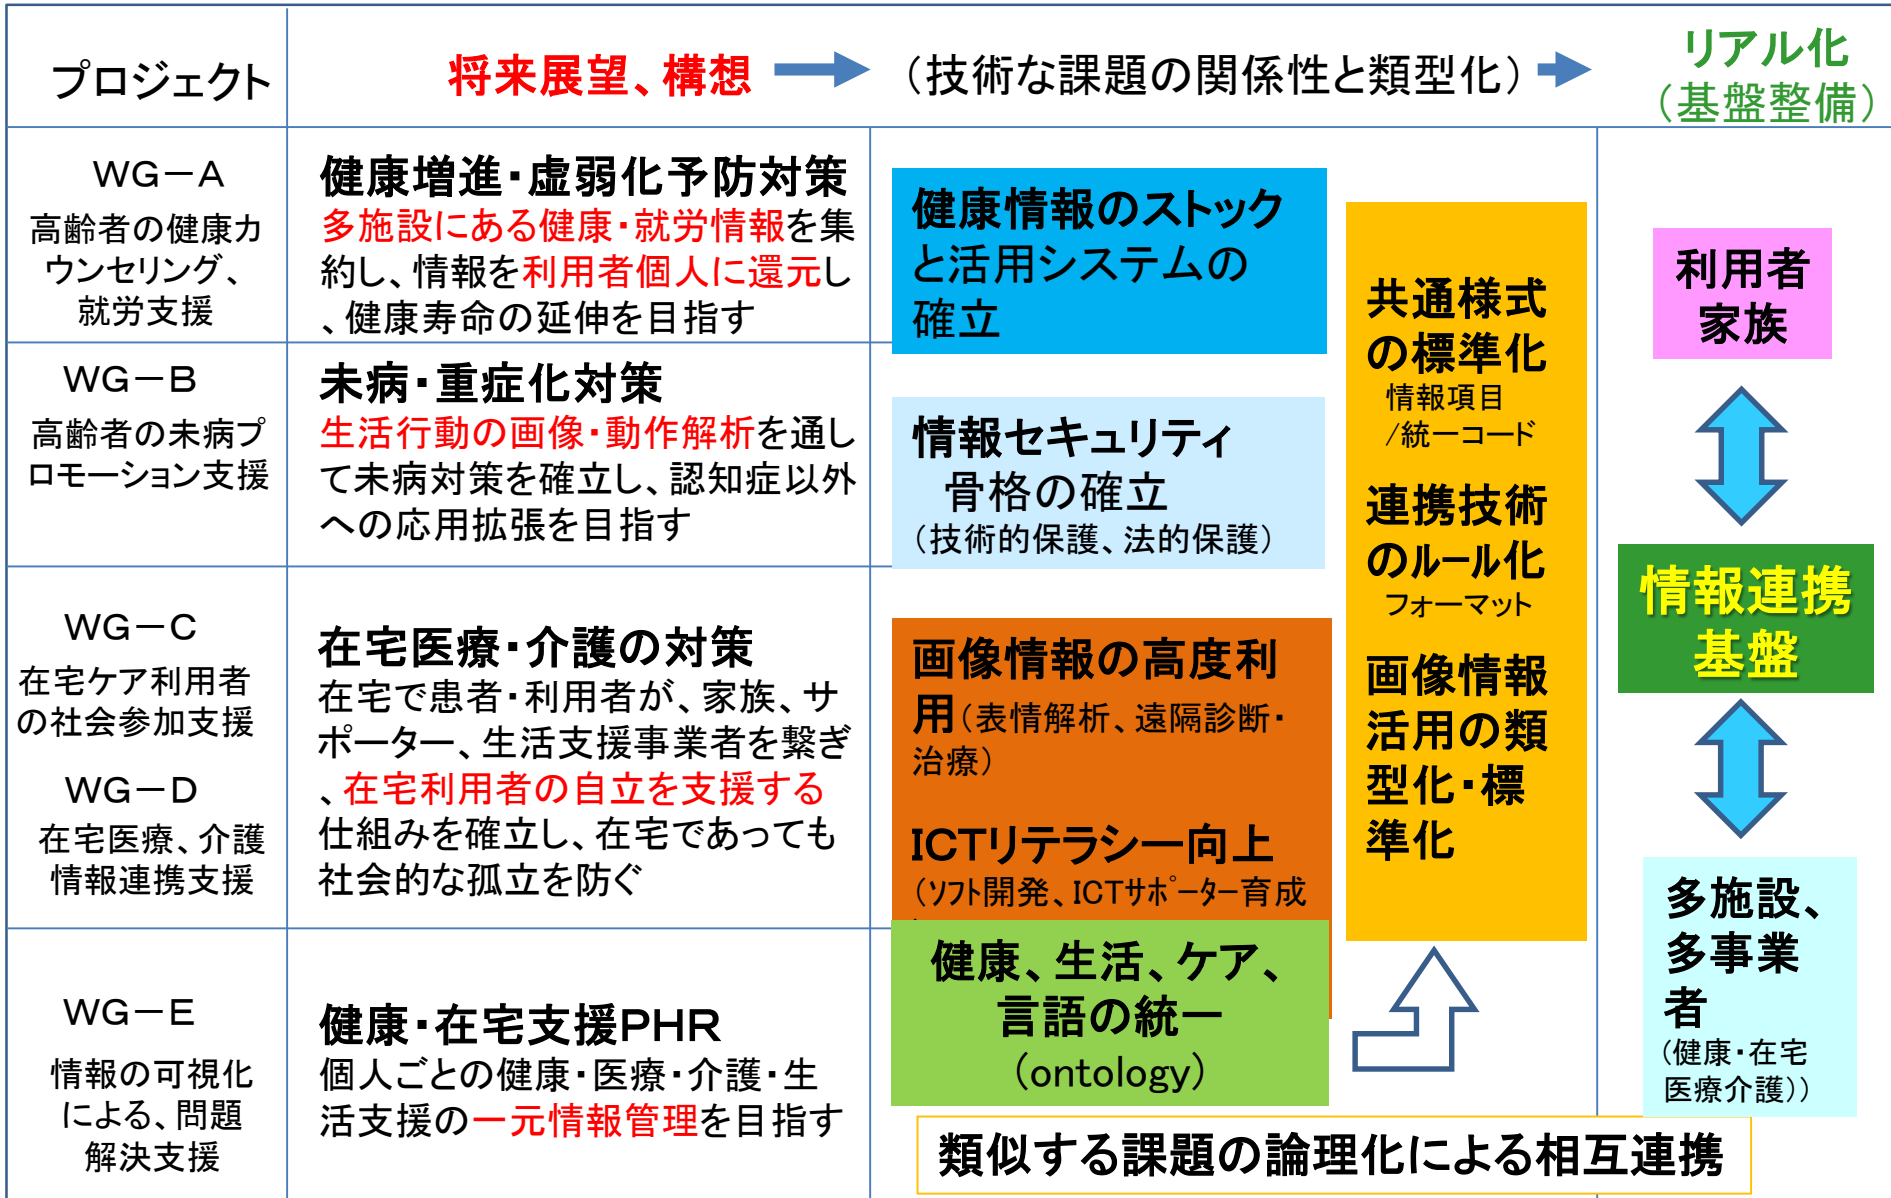 プロジェクト
将来展望、構想
（技術な課題の関係性と類型化）
リアル化
（基盤整備）
WG－A
高齢者の健康カ
ウンセリング、
就労支援
健康増進・虚弱化予防対策
多施設にある健康・就労情報を集
約し、情報を利用者個人に還元し
、健康寿命の延伸を目指す
WG－B
高齢者の未病プ
ロモーション支援
未病・重症化対策
生活行動の画像・動作解析を通し
て未病対策を確立し、認知症以外
への応用拡張を目指す
WG－C
在宅ケア利用者
の社会参加支援
WG－D
在宅医療、介護
情報連携支援
在宅医療・介護の対策
在宅で患者・利用者が、家族、サ
ポーター、生活支援事業者を繋ぎ
、在宅利用者の自立を支援する
仕組みを確立し、在宅であっても
社会的な孤立を防ぐ
WG－E
情報の可視化
による、問題
解決支援
健康・在宅支援PHR
個人ごとの健康・医療・介護・生
活支援の一元情報管理を目指す
健康情報のストック
と活用システムの
確立
情報セキュリティ
骨格の確立
（技術的保護、法的保護）
画像情報の高度利
用（表情解析、遠隔診断・
治療）
ICTリテラシー向上
（ソフト開発、ICTサポーター育成
健康、生活、ケア、
言語の統一
（ontology）
共通様式
の標準化
情報項目
/統一コード
連携技術
のルール化
フォーマット
画像情報
活用の類
型化・標
準化
利用者
家族
情報連携
基盤
多施設、
多事業
者
（健康・在宅
医療介護））
類似する課題の論理化による相互連携